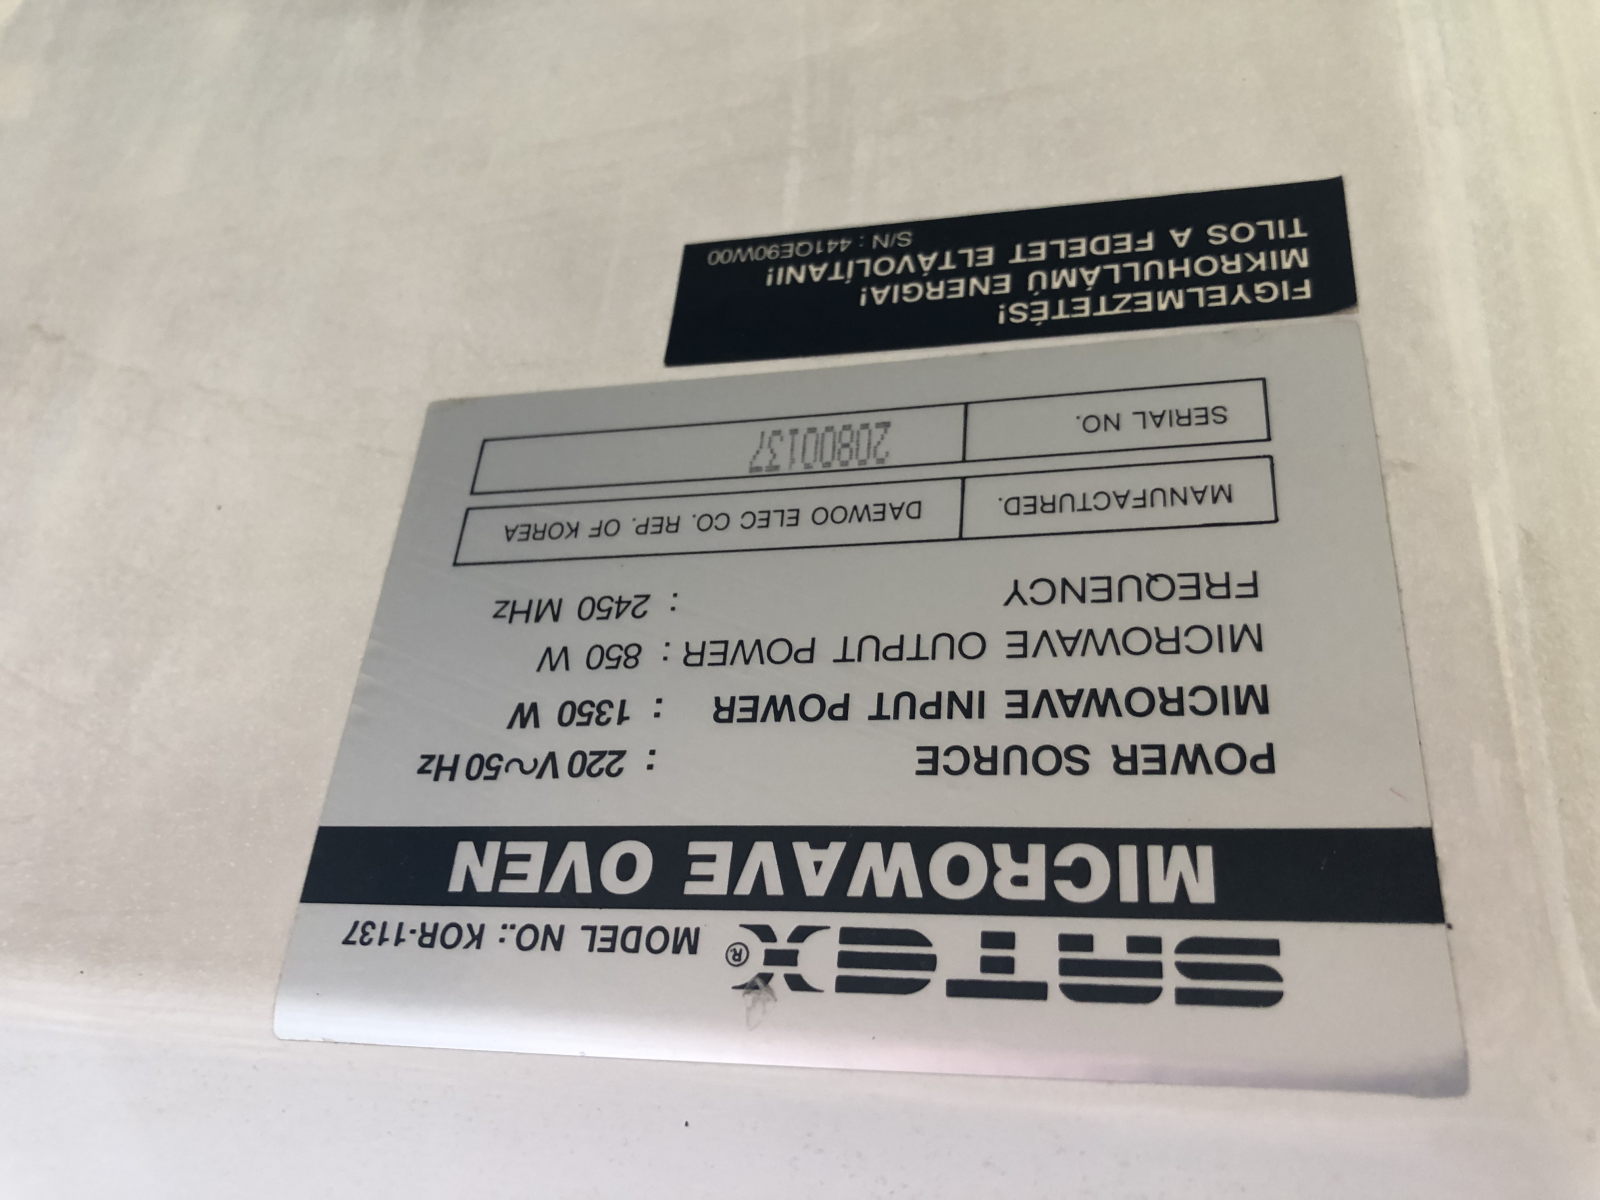 SATEX® MODEL NO.: KOR-1137
MICROWAVE OVEN
POWER SOURCE : 220 V~50 Hz
MICROWAVE INPUT POWER : 1350 W
MICROWAVE OUTPUT POWER : 850 W
FREQUENCY : 2450 MHz
MANUFACTURED. DAEWOO ELEC CO. REP. OF KOREA
SERIAL NO. 20800137
FIGYELMEZTETÉS!
MIKROHULLÁMÚ ENERGIA!
TILOS A FEDELET ELTÁVOLÍTANI!
S/N : 441QE90W00